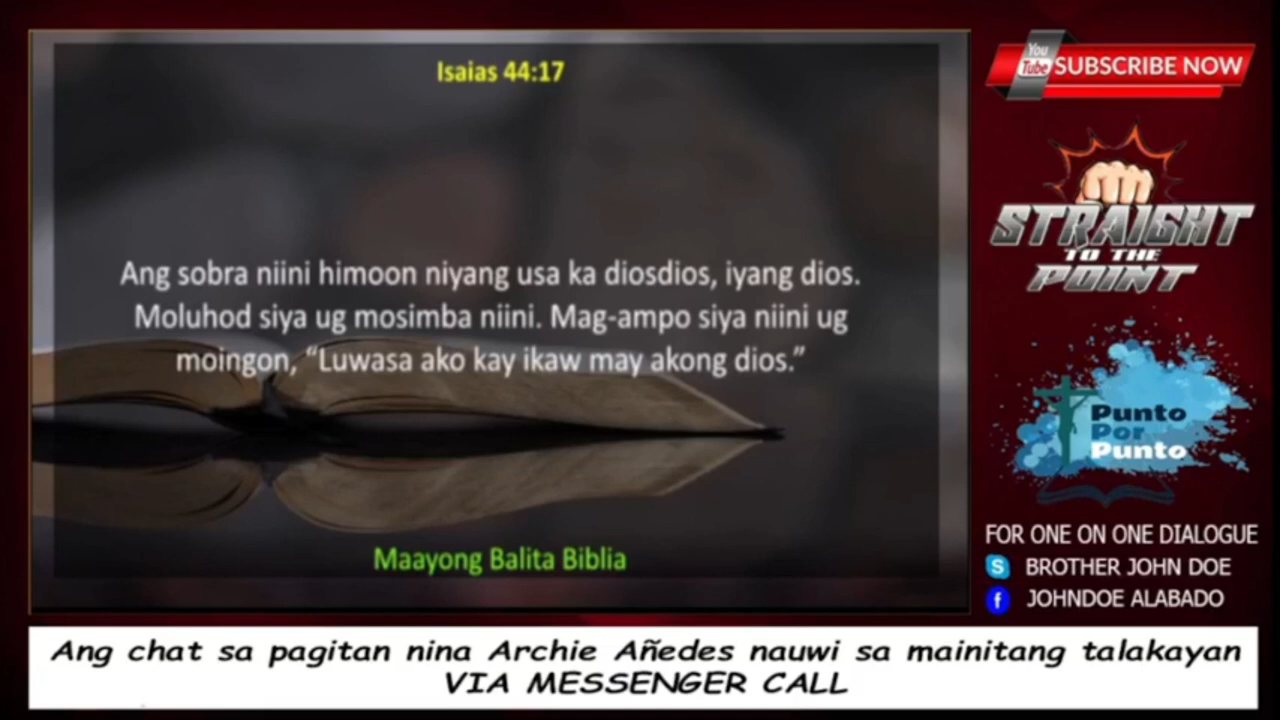 Isaias 44:17
Ang sobra niini himoon niyang usa ka diosdios, iyang dios.
Moluhod siya ug mosimba niini. Mag-ampo siya niini ug
moingon, “Luwasa ako kay ikaw may akong dios.”
Maayong Balita Biblia
You
Tube
SUBSCRIBE NOW
STRAIGHT
TO THE
POINT
Punto
Por
Punto
FOR ONE ON ONE DIALOGUE
S BROTHER JOHN DOE
f JOHNDOE ALABADO
Ang chat sa pagitan nina Archie Añedes nauwi sa mainitang talakayan
VIA MESSENGER CALL